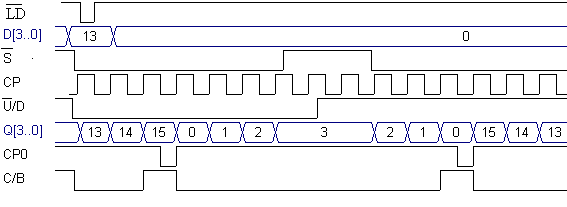 L̅D̅
D[3..0] 13 0
S̅
CP
U̅/D
Q[3..0] 13 14 15 0 1 2 3 2 1 0 15 14 13
CP0
C/B